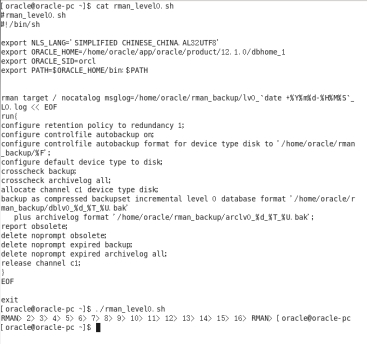 [oracle@oracle-pc ~]$ cat rman_level0.sh
#rman_level0.sh
#!/bin/sh
export NLS_LANG='SIMPLIFIED CHINESE_CHINA.AL32UTF8'
export ORACLE_HOME=/home/oracle/app/oracle/product/12.1.0/dbhome_1
export ORACLE_SID=orcl
export PATH=$ORACLE_HOME/bin:$PATH
rman target / nocatalog msglog=/home/oracle/rman_backup/lv0_`date +%Y%m%d-%H%M%S`_
L0.log << EOF
run{
configure retention policy to redundancy 1;
configure controlfile autobackup on;
configure controlfile autobackup format for device type disk to '/home/oracle/rman
_backup/%F';
configure default device type to disk;
crosscheck backup;
crosscheck archivelog all;
allocate channel c1 device type disk;
backup as compressed backupset incremental level 0 database format '/home/oracle/r
man_backup/dblv0_%d_%T_%U.bak'
plus archivelog format '/home/oracle/rman_backup/arclv0_%d_%T_%U.bak';
report obsolete;
delete noprompt obsolete;
delete noprompt expired backup;
delete noprompt expired archivelog all;
release channel c1;
}
EOF
exit
[oracle@oracle-pc ~]$ ./rman_level0.sh
RMAN> 2> 3> 4> 5> 6> 7> 8> 9> 10> 11> 12> 13> 14> 15> 16> RMAN> [oracle@oracle-pc
[oracle@oracle-pc ~]$